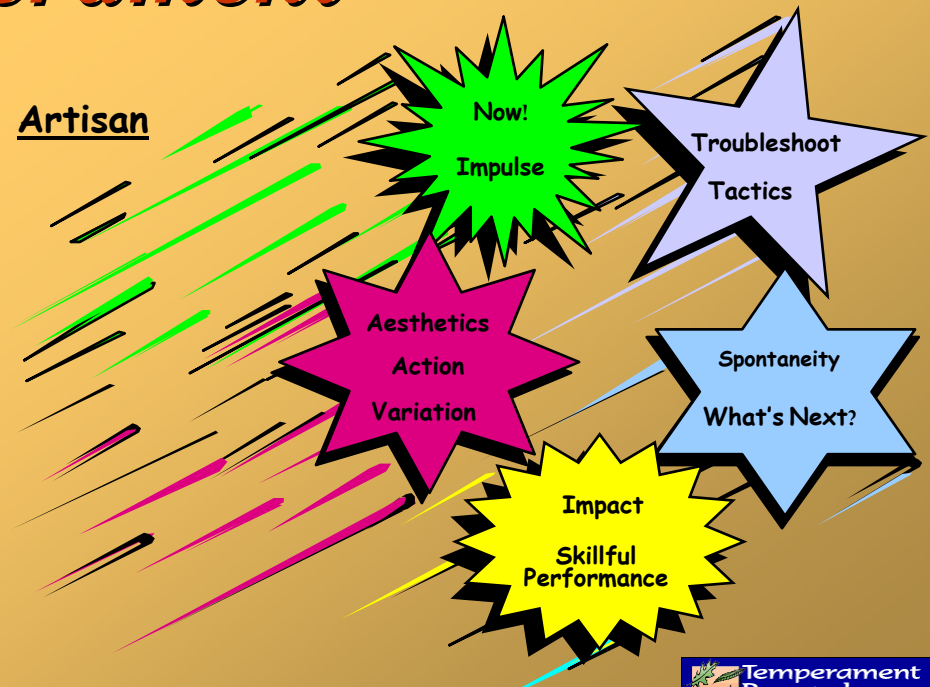 Artisan
Now!
Impulse
Troubleshoot
Tactics
Aesthetics
Action
Variation
Spontaneity
What's Next?
Impact
Skillful
Performance
Temperament